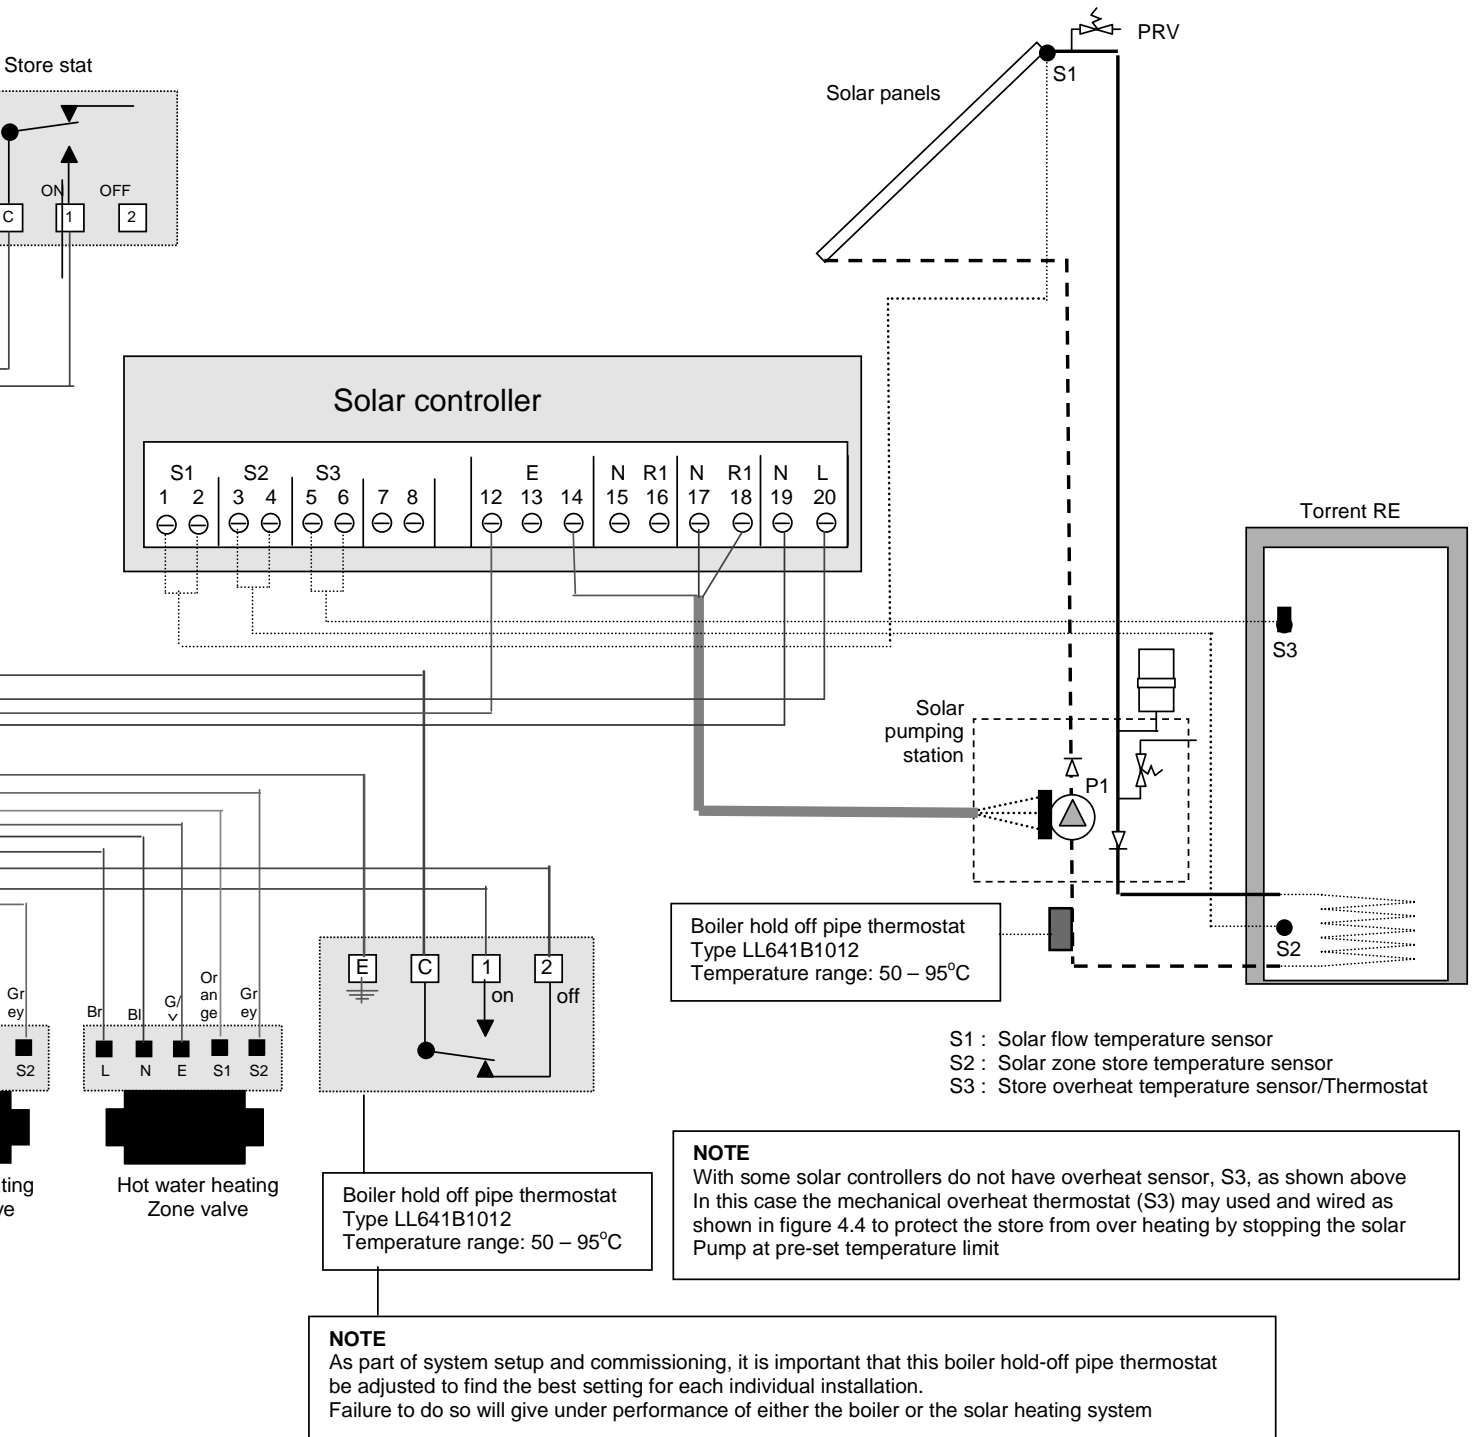 PRV
Store stat
S1
Solar panels
ON OFF
C 1 2
Solar controller
S1 S2 S3 E N R1 N R1 N L
1 2 3 4 5 6 7 8 12 13 14 15 16 17 18 19 20
Torrent RE
S3
Solar
pumping
station
P1
Boiler hold off pipe thermostat
Type LL641B1012
Temperature range: 50 – 95°C
S2
E C 1 2
on off
Gr
ey
Br
Bl
G/
Or
an
ge
Gr
ey
S2
L N E S1 S2
S1 : Solar flow temperature sensor
S2 : Solar zone store temperature sensor
S3 : Store overheat temperature sensor/Thermostat
ting
Hot water heating
Zone valve
Boiler hold off pipe thermostat
Type LL641B1012
Temperature range: 50 – 95°C
NOTE
With some solar controllers do not have overheat sensor, S3, as shown above
In this case the mechanical overheat thermostat (S3) may used and wired as
shown in figure 4.4 to protect the store from over heating by stopping the solar
Pump at pre-set temperature limit
NOTE
As part of system setup and commissioning, it is important that this boiler hold-off pipe thermostat
be adjusted to find the best setting for each individual installation.
Failure to do so will give under performance of either the boiler or the solar heating system